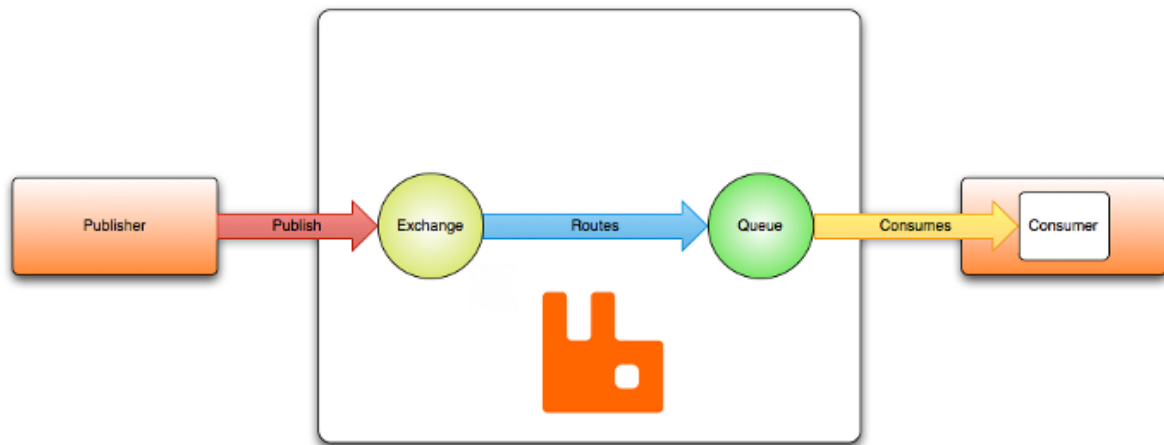 Publisher
Publish
Exchange
Routes
Queue
Consumes
Consumer